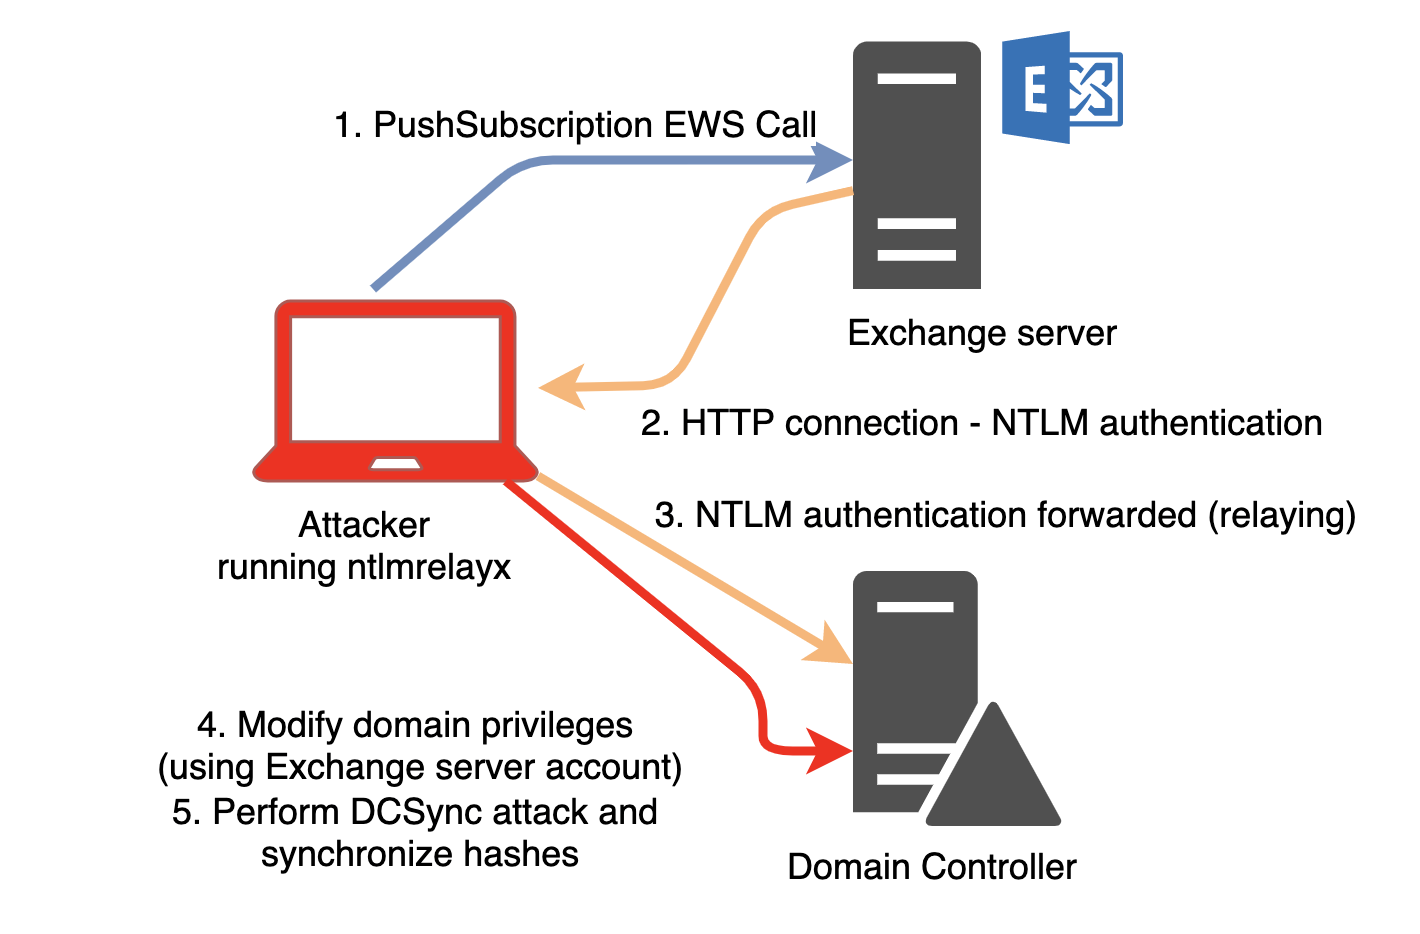 1. PushSubscription EWS Call
E
Exchange server
2. HTTP connection - NTLM authentication
3. NTLM authentication forwarded (relaying)
Attacker
running ntlmrelayx
4. Modify domain privileges
(using Exchange server account)
5. Perform DCSync attack and
synchronize hashes
Domain Controller